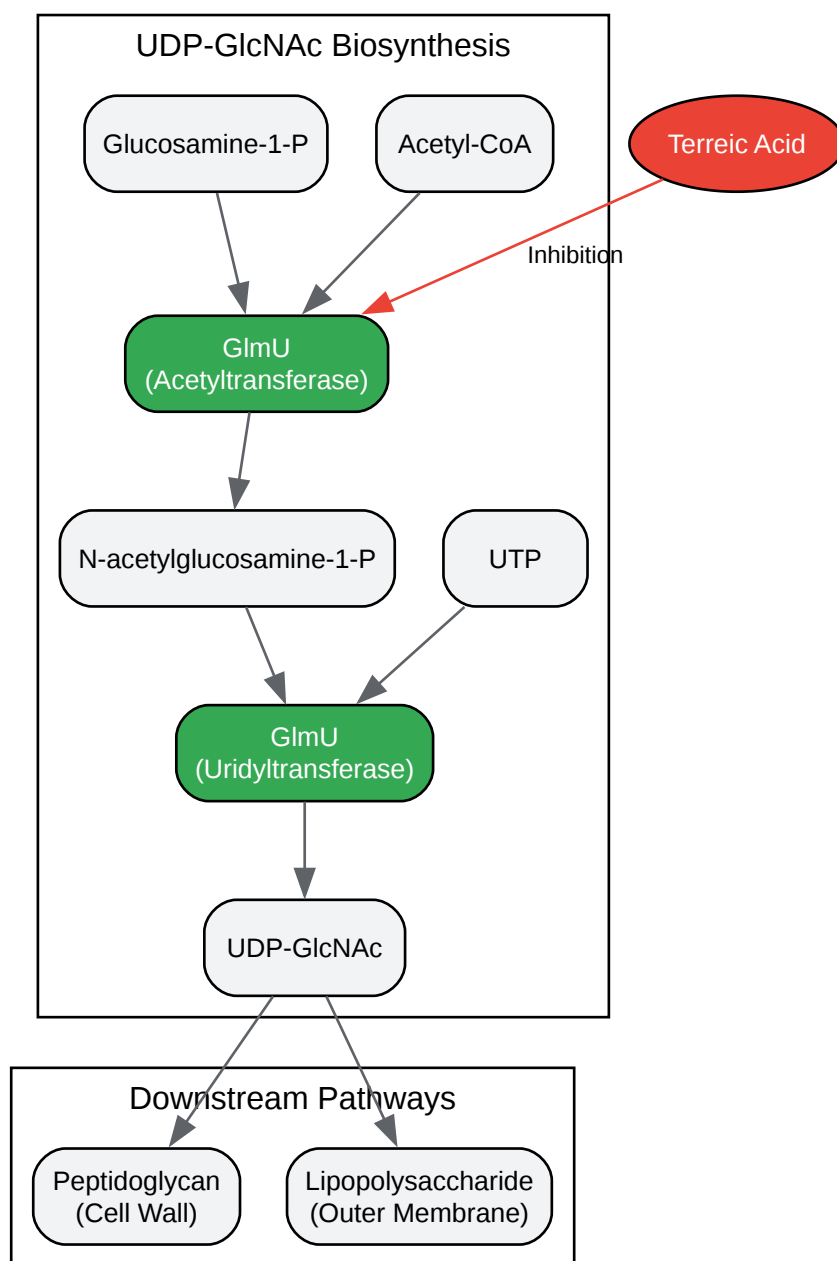 UDP-GlcNAc Biosynthesis
Glucosamine-1-P
Acetyl-CoA
Terreic Acid
Inhibition
GlmU
(Acetyltransferase)
N-acetylglucosamine-1-P
UTP
GlmU
(Uridyltransferase)
UDP-GlcNAc
Downstream Pathways
Peptidoglycan
(Cell Wall)
Lipopolysaccharide
(Outer Membrane)